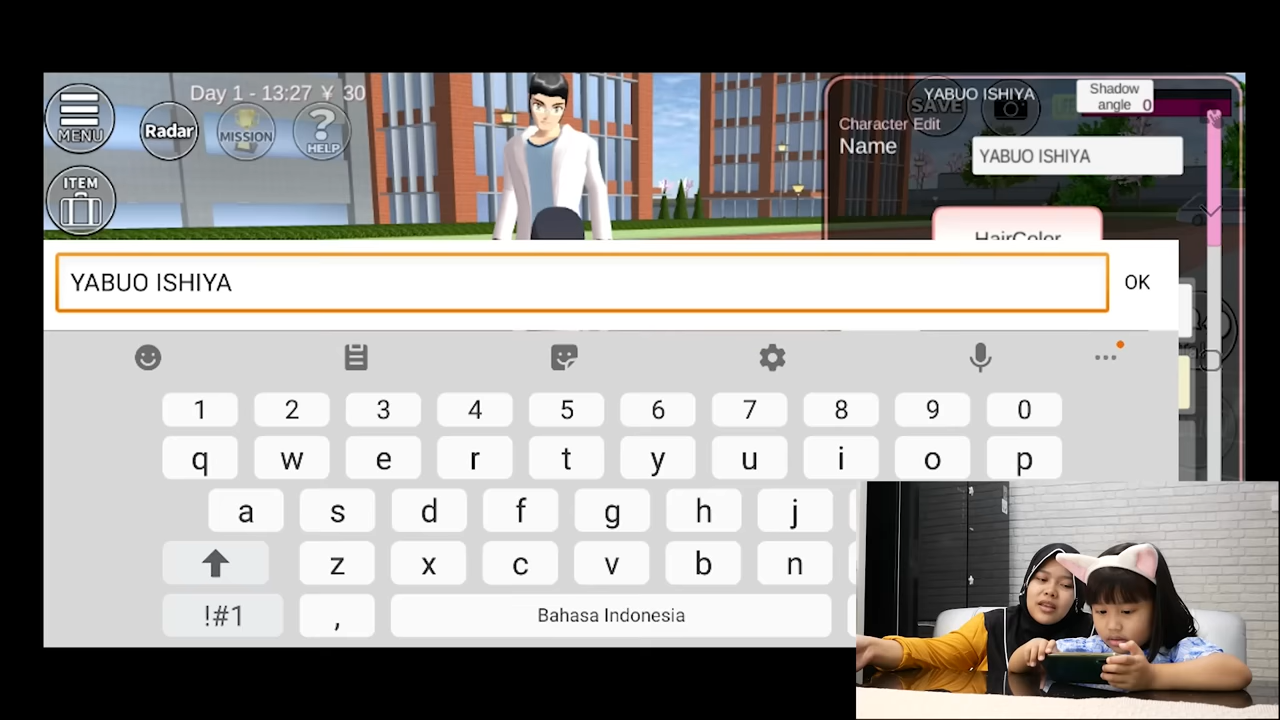 Day 1 - 13:27 ¥ 30
MENU
Radar
MISSION
?
HELP
ITEM
YABUO ISHIYA
SAVE
Shadow
angle 0
Character Edit
Name
YABUO ISHIYA
HairColor
YABUO ISHIYA
OK
1 2 3 4 5 6 7 8 9 0
q w e r t y u i o p
a s d f g h j
z x c v b n
!#1 , Bahasa Indonesia